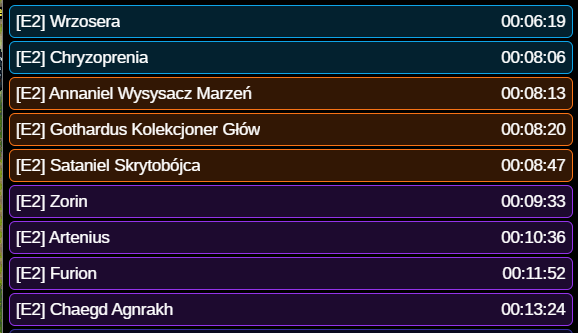 [E2] Wrzosera 00:06:19
[E2] Chryzoprenia 00:08:06
[E2] Annaniel Wysysacz Marzeń 00:08:13
[E2] Gothardus Kolekcjoner Głów 00:08:20
[E2] Sataniel Skrytobójca 00:08:47
[E2] Zorin 00:09:33
[E2] Artenius 00:10:36
[E2] Furion 00:11:52
[E2] Chaegd Agnrakh 00:13:24